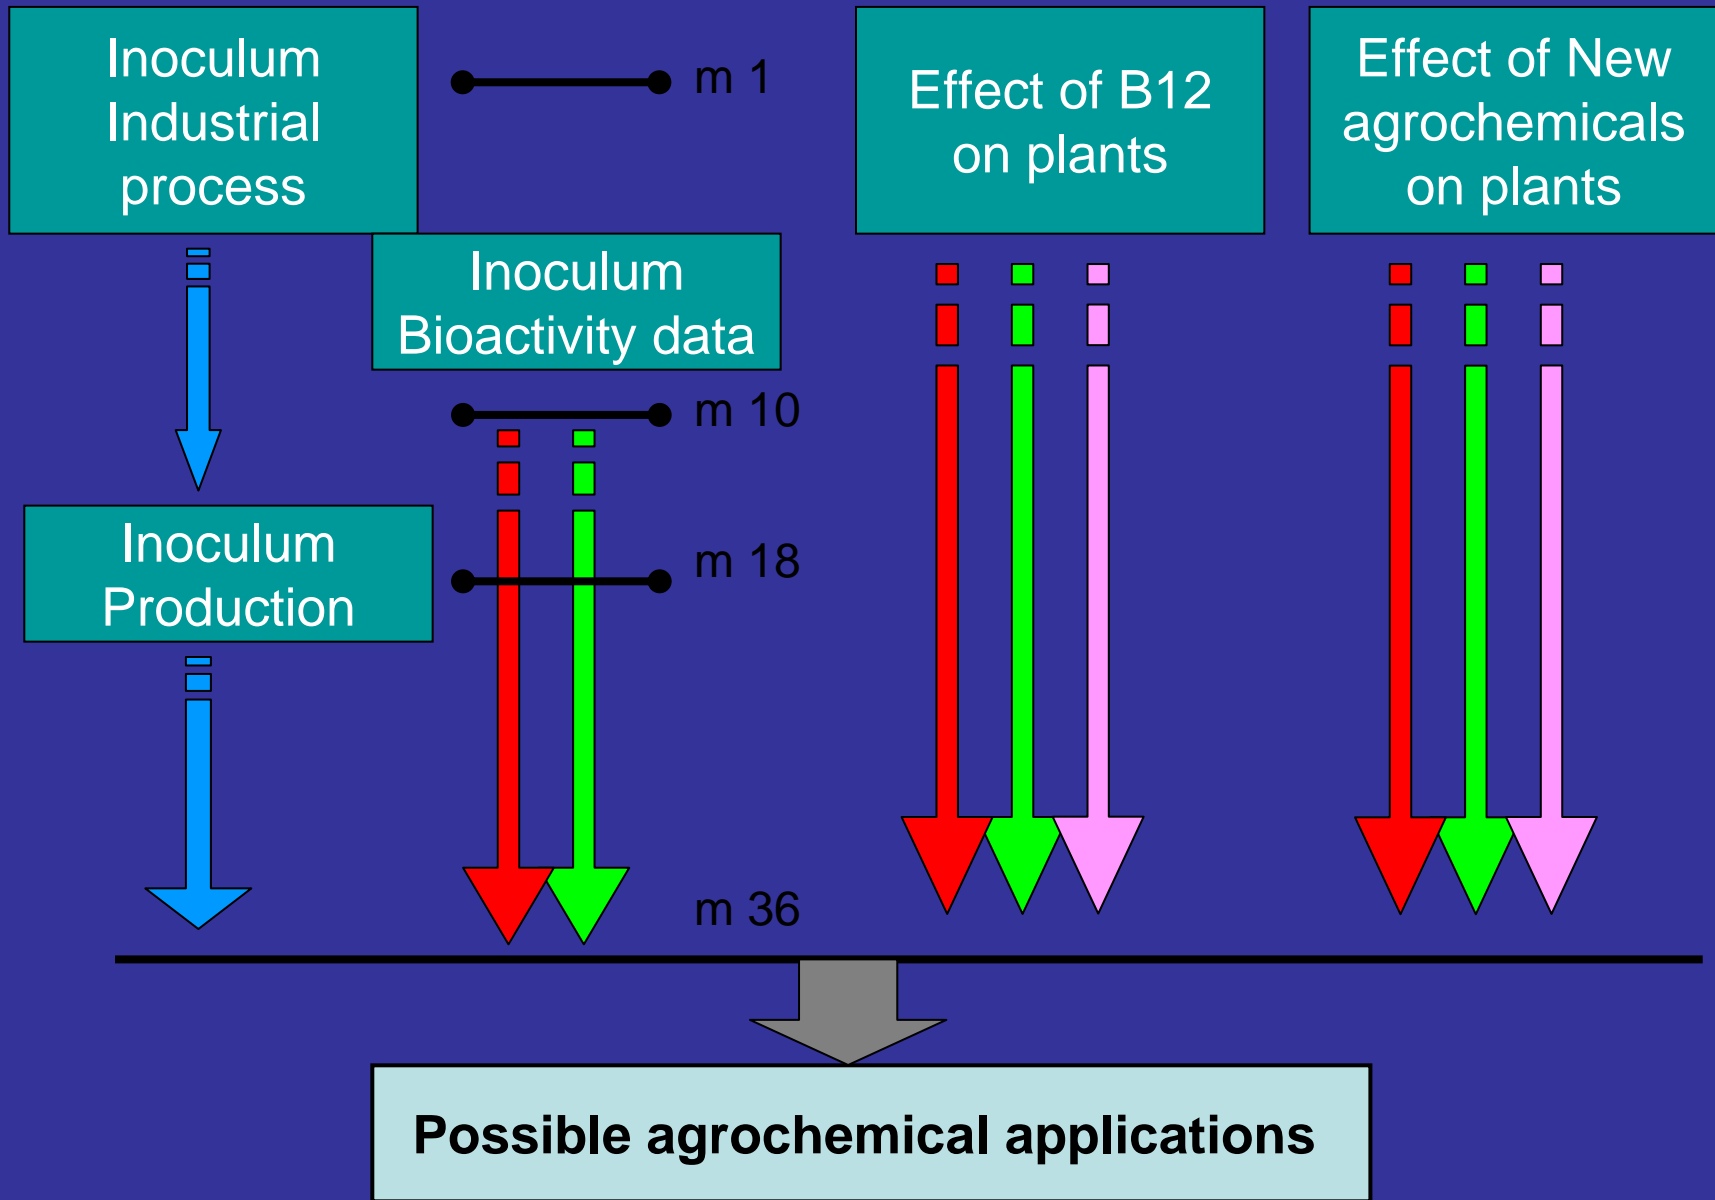 Inoculum
Industrial
process
m 1
Effect of B12
on plants
Effect of New
agrochemicals
on plants
Inoculum
Bioactivity data
m 10
Inoculum
Production
m 18
m 36
Possible agrochemical applications